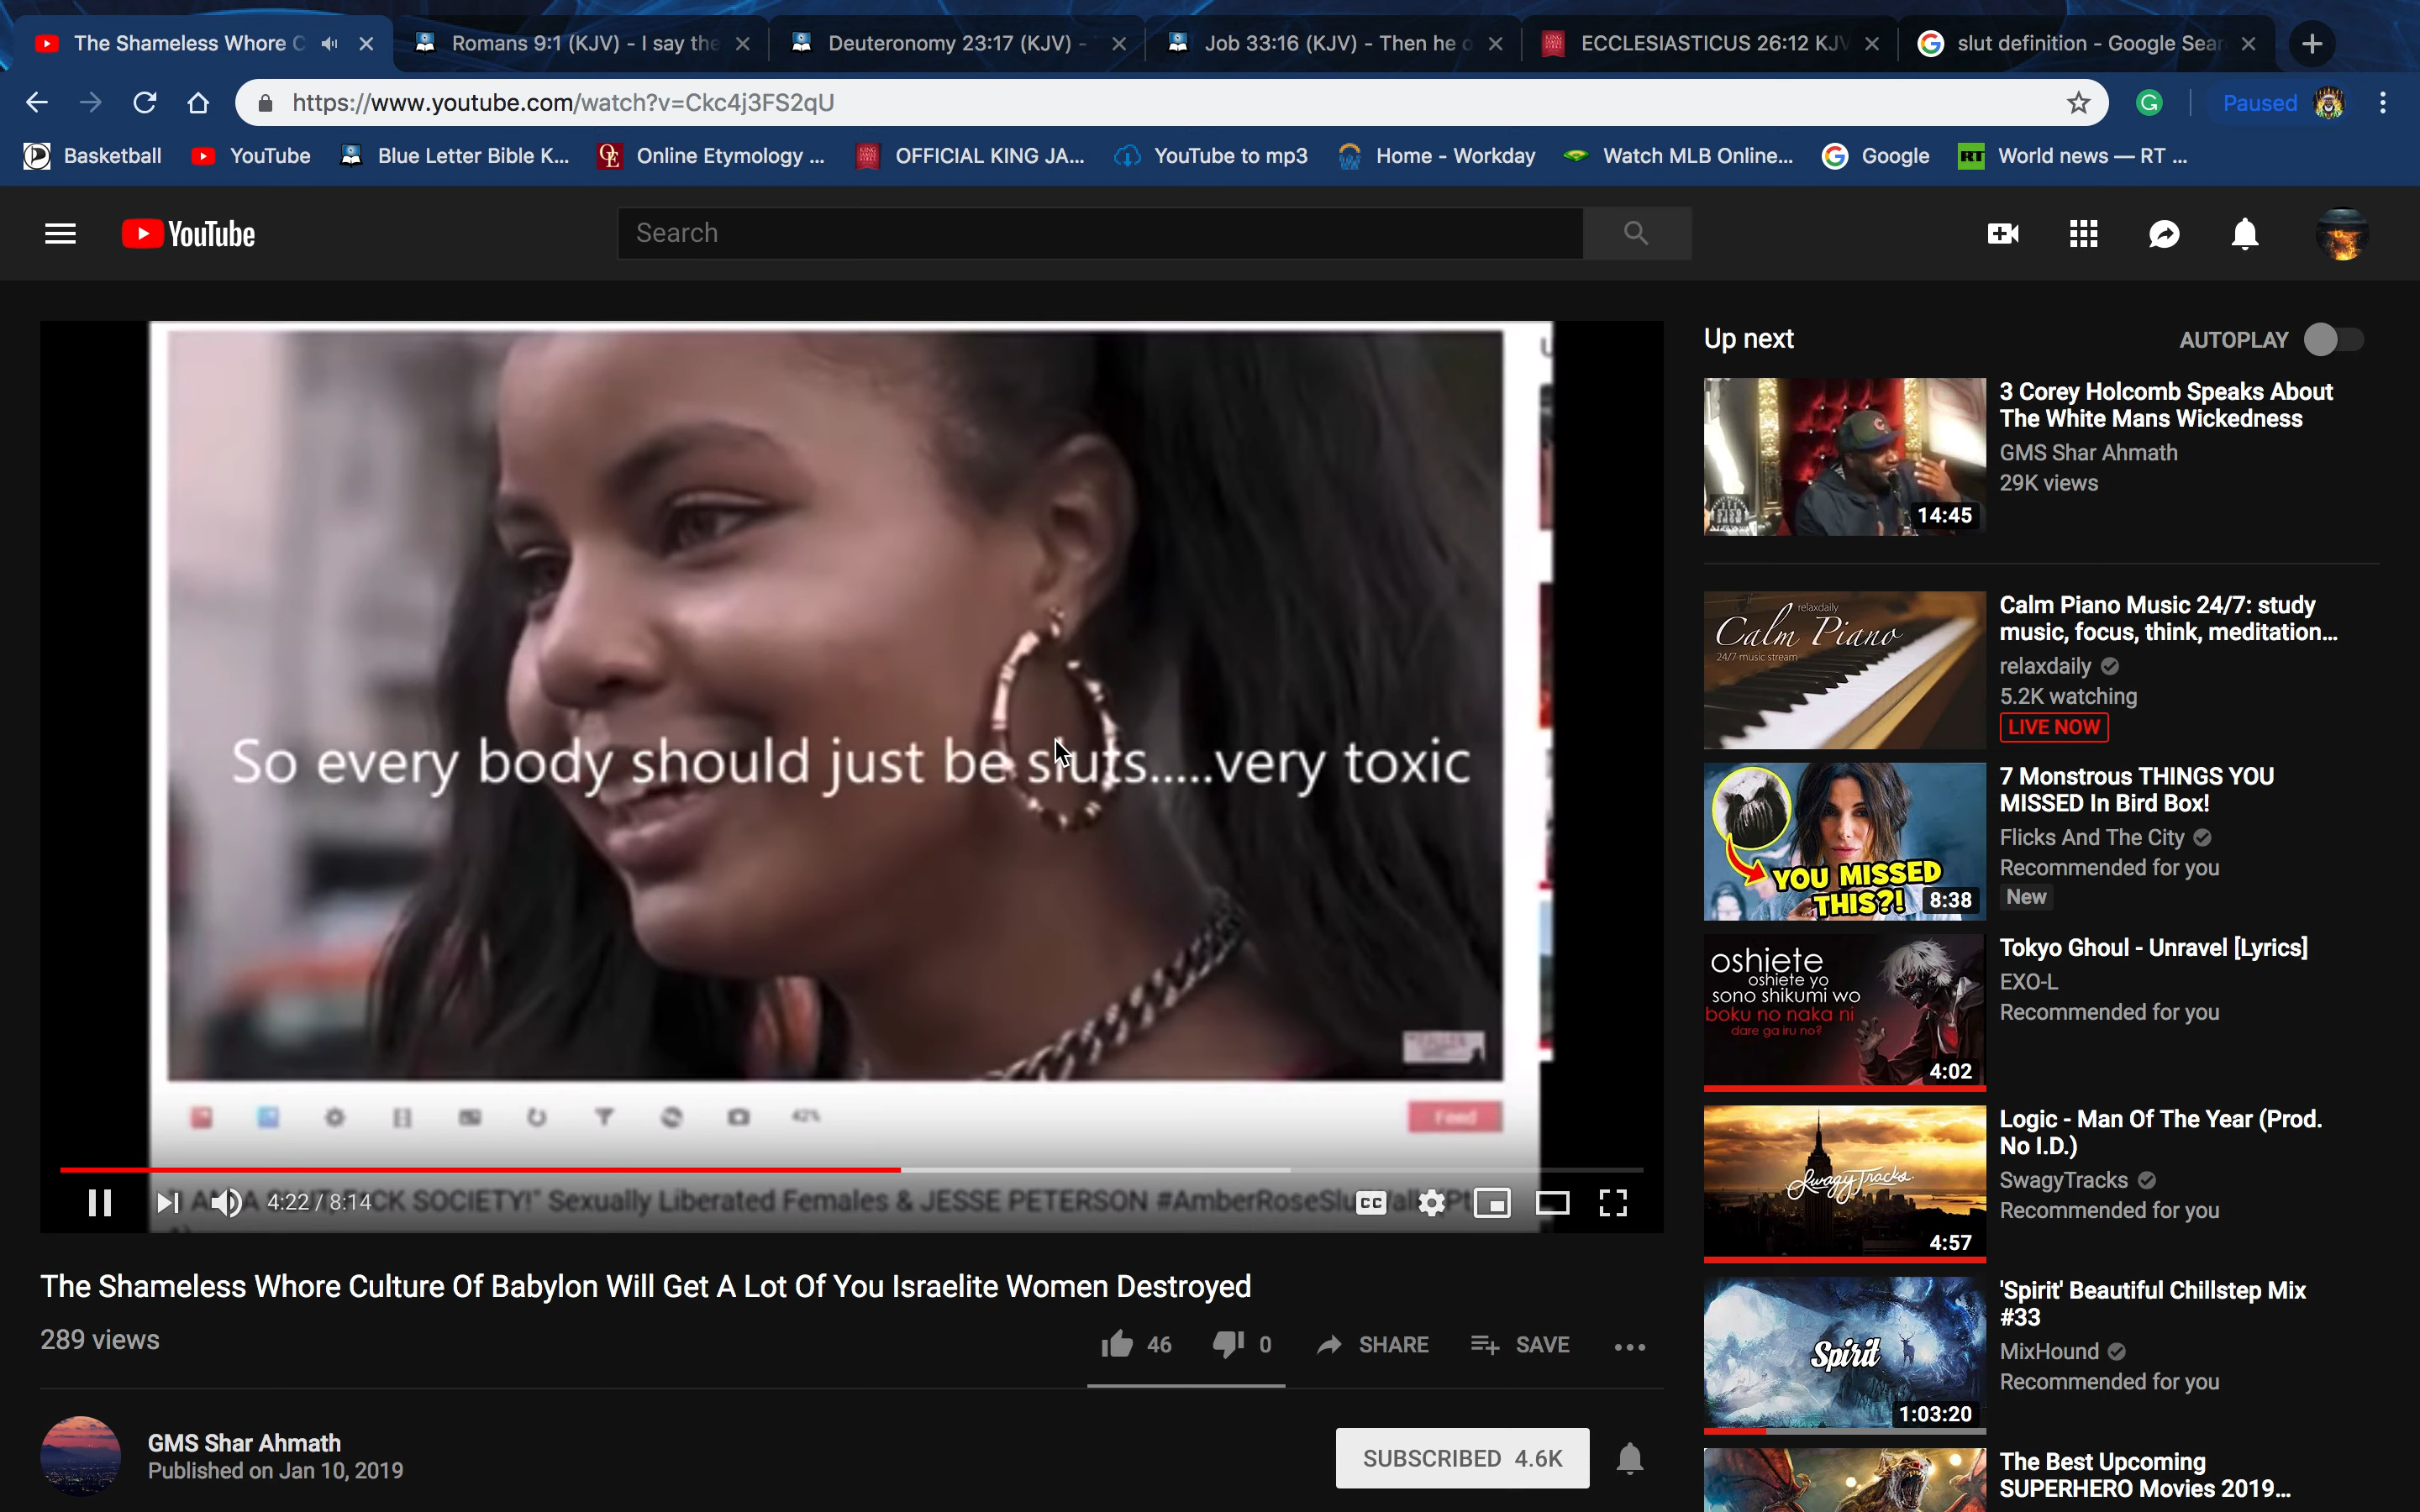 The Shameless Whore C
Romans 9:1 (KJV) - I say the
Deuteronomy 23:17 (KJV) -
Job 33:16 (KJV) - Then he o
ECCLESIASTICUS 26:12 KJV
slut definition - Google Sear
https://www.youtube.com/watch?v=Ckc4j3FS2qU
Paused
Basketball
YouTube
Blue Letter Bible K...
Online Etymology ...
OFFICIAL KING JA...
YouTube to mp3
Home - Workday
Watch MLB Online...
Google
RT
World news — RT ...
YouTube
Search
So every body should just be sluts.....very toxic
42%
Feed
4:22 / 8:14
CK SOCIETY!" Sexually Liberated Females & JESSE PETERSON #AmberRoseSlu
CC
The Shameless Whore Culture Of Babylon Will Get A Lot Of You Israelite Women Destroyed
289 views
46
0
SHARE
SAVE
GMS Shar Ahmath
Published on Jan 10, 2019
SUBSCRIBED 4.6K
Up next
AUTOPLAY
14:45
3 Corey Holcomb Speaks About
The White Mans Wickedness
GMS Shar Ahmath
29K views
relaxdaily
Calm Piano
24/7 music stream
Calm Piano Music 24/7: study
music, focus, think, meditation...
relaxdaily
5.2K watching
LIVE NOW
YOU MISSED
THIS?!
8:38
7 Monstrous THINGS YOU
MISSED In Bird Box!
Flicks And The City
Recommended for you
New
oshiete
oshiete yo
sono shikumi wo
boku no naka ni
dare ga iru no?
4:02
Tokyo Ghoul - Unravel [Lyrics]
EXO-L
Recommended for you
SwagyTracks.
4:57
Logic - Man Of The Year (Prod.
No I.D.)
SwagyTracks
Recommended for you
Spirit
1:03:20
'Spirit' Beautiful Chillstep Mix
#33
MixHound
Recommended for you
The Best Upcoming
SUPERHERO Movies 2019...